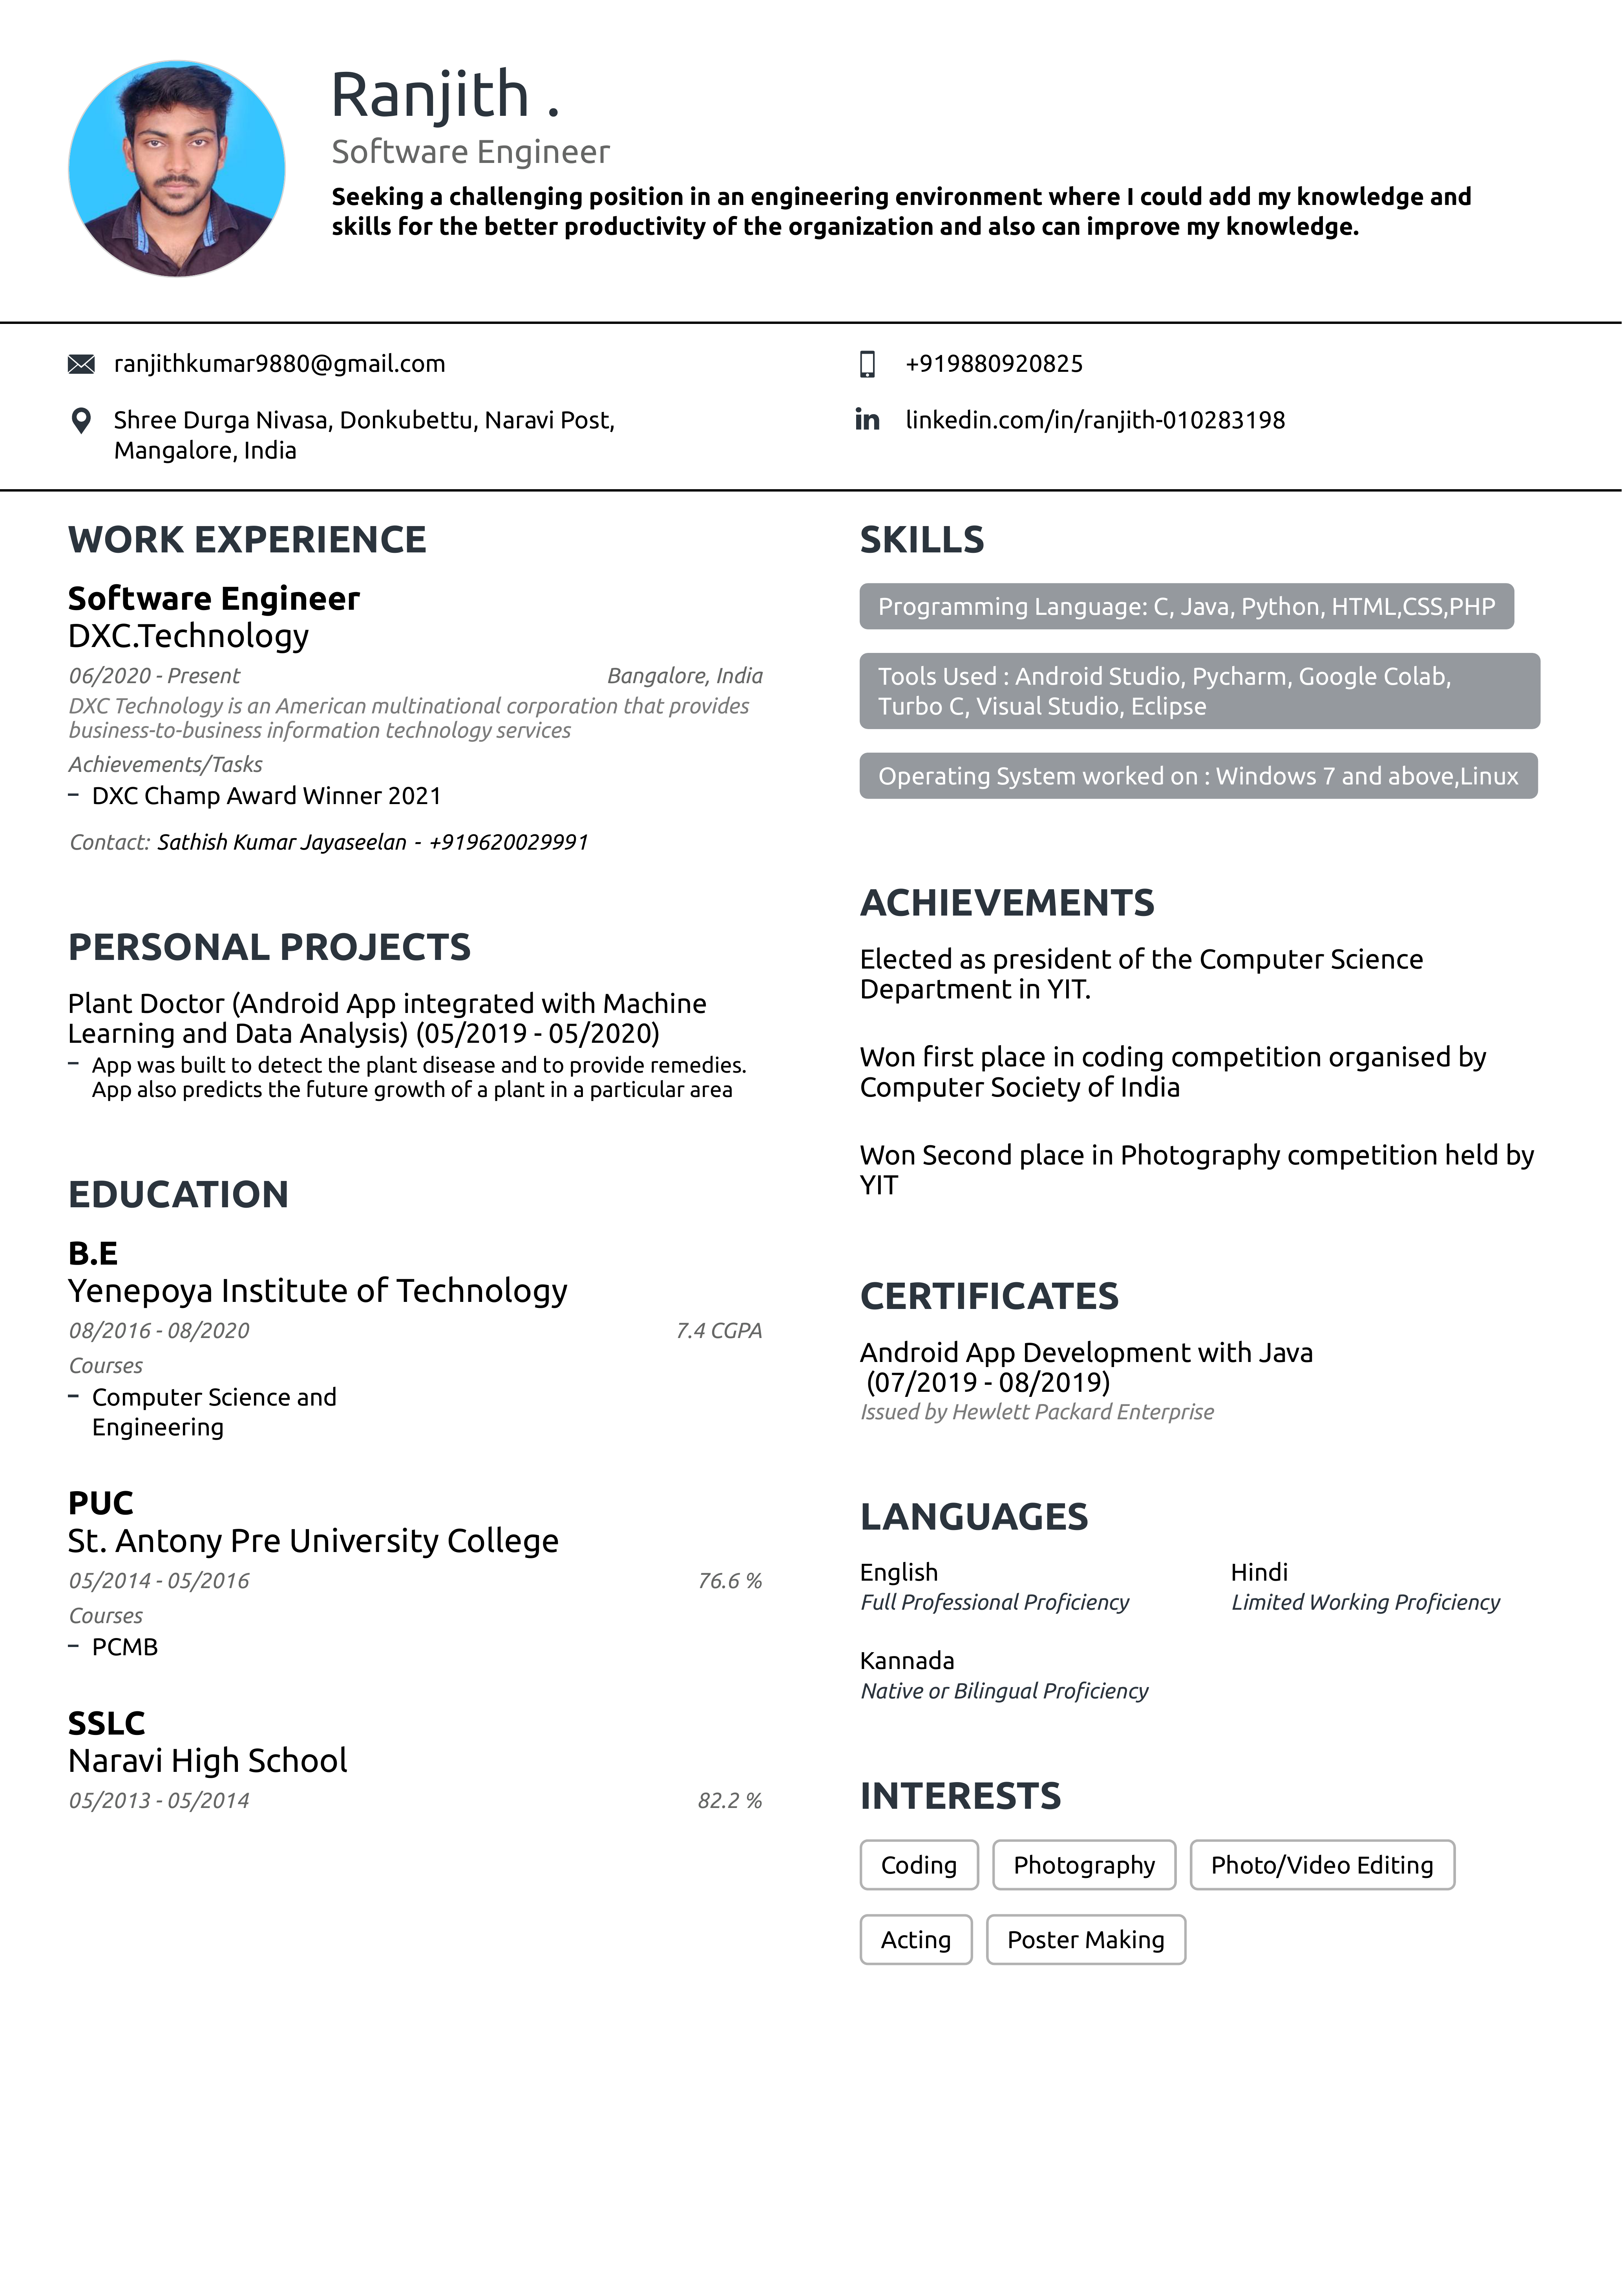 Ranjith .
Software Engineer
Seeking a challenging position in an engineering environment where I could add my knowledge and
skills for the better productivity of the organization and also can improve my knowledge.
ranjithkumar9880@gmail.com
+919880920825
Shree Durga Nivasa, Donkubettu, Naravi Post,
Mangalore, India
linkedin.com/in/ranjith-010283198
WORK EXPERIENCE
Software Engineer
DXC.Technology
06/2020 - Present
Bangalore, India
DXC Technology is an American multinational corporation that provides
business-to-business information technology services
Achievements/Tasks
– DXC Champ Award Winner 2021
Contact: Sathish Kumar Jayaseelan - +919620029991
PERSONAL PROJECTS
Plant Doctor (Android App integrated with Machine
Learning and Data Analysis) (05/2019 - 05/2020)
– App was built to detect the plant disease and to provide remedies.
App also predicts the future growth of a plant in a particular area
EDUCATION
B.E
Yenepoya Institute of Technology
08/2016 - 08/2020
7.4 CGPA
Courses
– Computer Science and
Engineering
PUC
St. Antony Pre University College
05/2014 - 05/2016
76.6 %
Courses
– PCMB
SSLC
Naravi High School
05/2013 - 05/2014
82.2 %
SKILLS
Programming Language: C, Java, Python, HTML,CSS,PHP
Tools Used : Android Studio, Pycharm, Google Colab,
Turbo C, Visual Studio, Eclipse
Operating System worked on : Windows 7 and above,Linux
ACHIEVEMENTS
Elected as president of the Computer Science
Department in YIT.
Won first place in coding competition organised by
Computer Society of India
Won Second place in Photography competition held by
YIT
CERTIFICATES
Android App Development with Java
(07/2019 - 08/2019)
Issued by Hewlett Packard Enterprise
LANGUAGES
English
Full Professional Proficiency
Hindi
Limited Working Proficiency
Kannada
Native or Bilingual Proficiency
INTERESTS
Coding
Photography
Photo/Video Editing
Acting
Poster Making